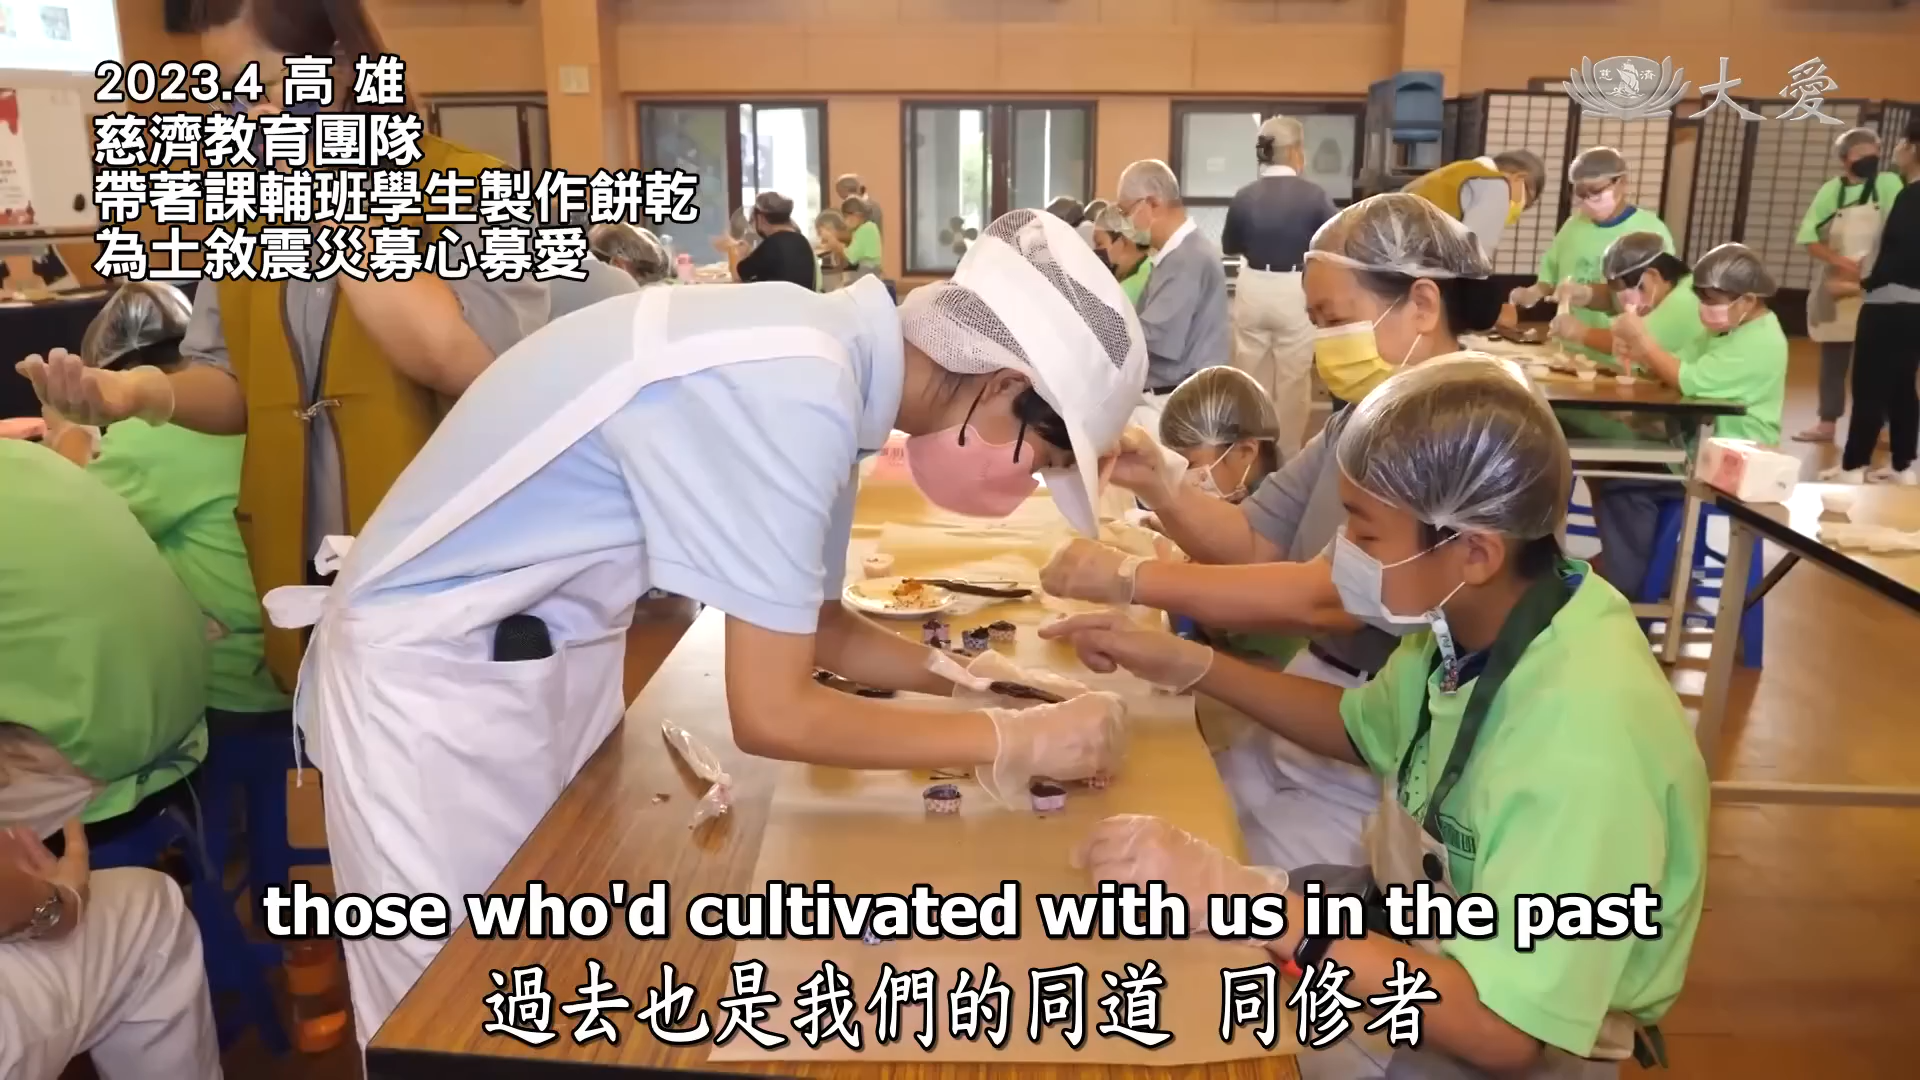 2023.4 高 雄
慈濟教育團隊
帶著課輔班學生製作餅乾
為土敘震災募心募愛
慈 濟
大 愛
those who'd cultivated with us in the past
過去也是我們的同道 同修者